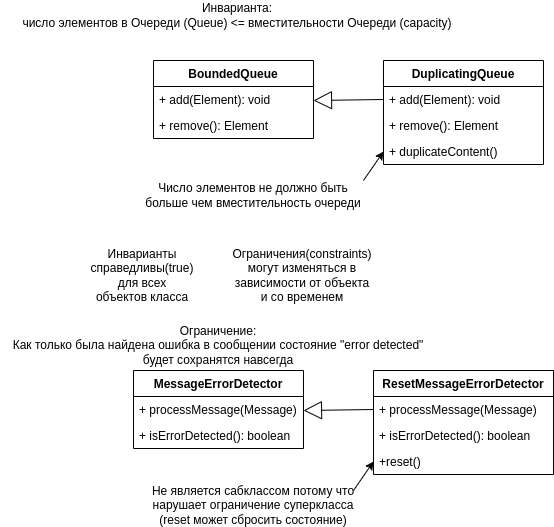 Инварианта:
число элементов в Очереди (Queue) <= вместительности Очереди (capacity)
BoundedQueue
+ add(Element): void
+ remove(): Element
DuplicatingQueue
+ add(Element): void
+ remove(): Element
+ duplicateContent()
Число элементов не должно быть
больше чем вместительность очереди
Инварианты
справедливы(true)
для всех
объектов класса
Ограничения(constraints)
могут изменяться в
зависимости от объекта
и со временем
Ограничение:
Как только была найдена ошибка в сообщении состояние "error detected"
будет сохранятся навсегда
MessageErrorDetector
+ processMessage(Message)
+ isErrorDetected(): boolean
ResetMessageErrorDetector
+ processMessage(Message)
+ isErrorDetected(): boolean
+reset()
Не является сабклассом потому что
нарушает ограничение суперкласса
(reset может сбросить состояние)